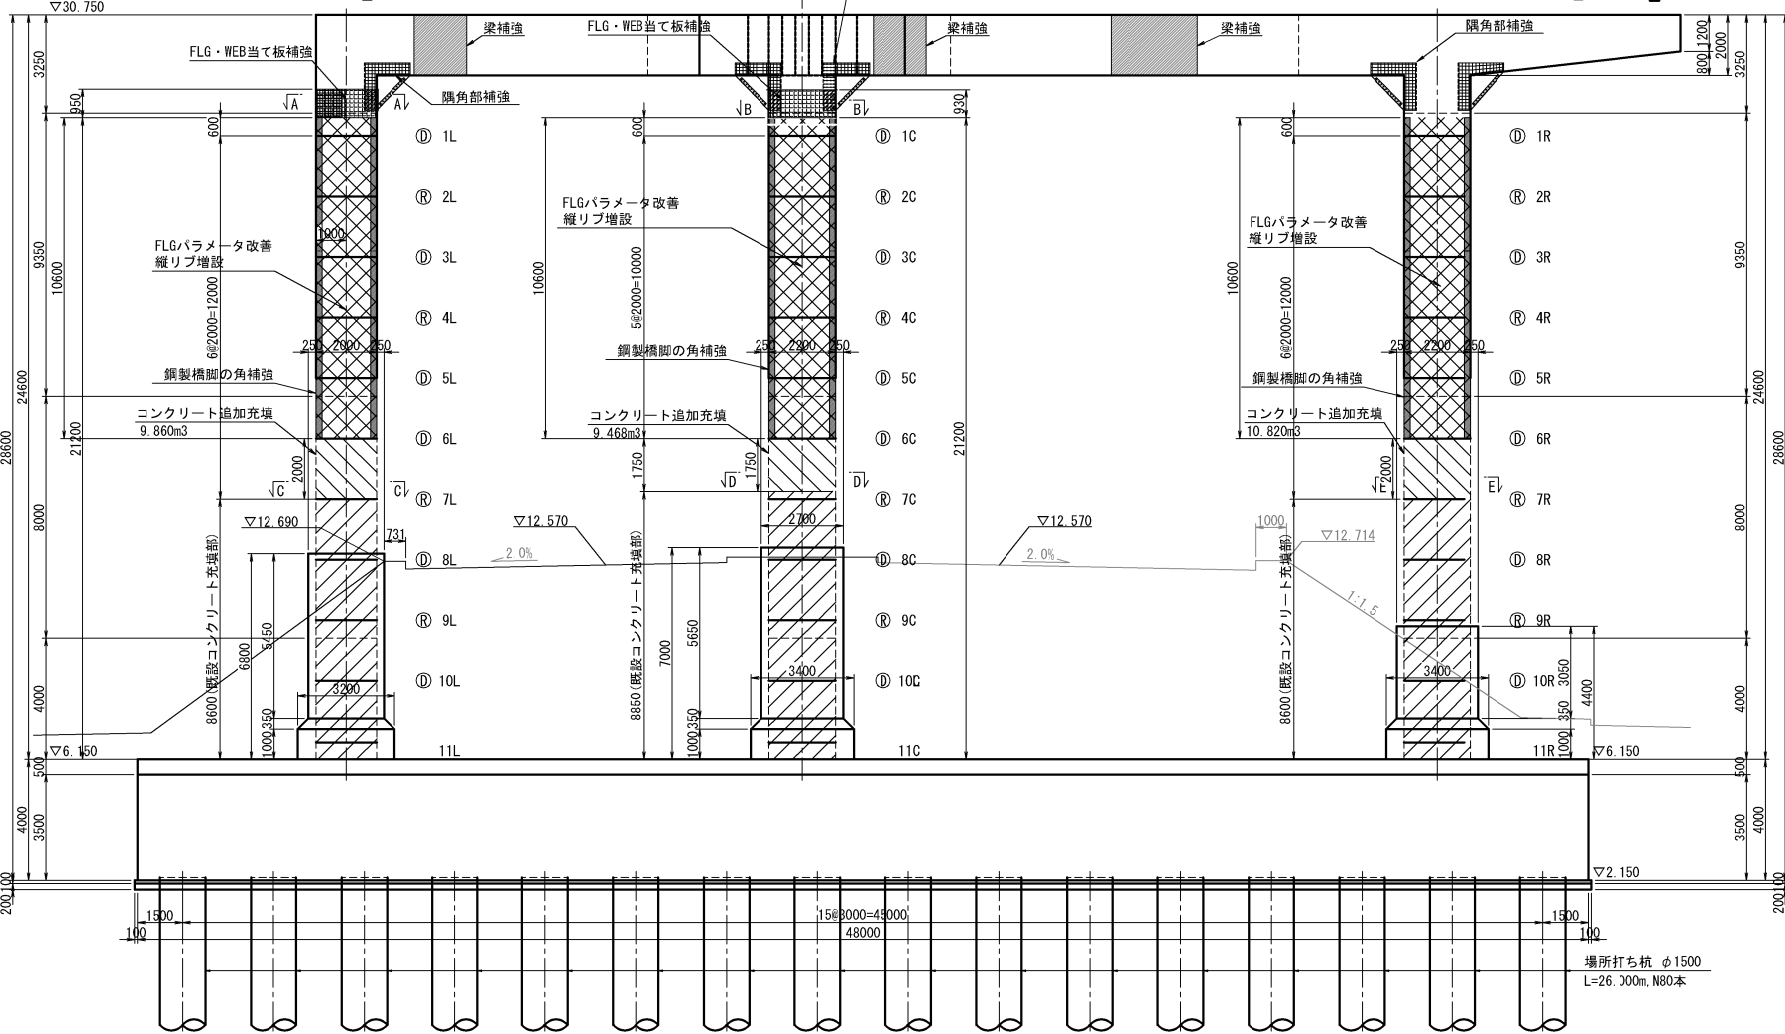 ▽30.750
FLG・WEB当て板補強
梁補強
FLG・WEB当て板補強
梁補強
梁補強
隅角部補強
隅角部補強
3250
950
600
930
600
600
800
1200
2000
3250
A
A
B
B
Ⓓ 1L
Ⓓ 1C
Ⓓ 1R
Ⓡ 2L
Ⓡ 2C
Ⓡ 2R
FLGパラメータ改善
縦リブ増設
FLGパラメータ改善
縦リブ増設
FLGパラメータ改善
縦リブ増設
1000
Ⓓ 3L
Ⓓ 3C
Ⓓ 3R
9350
10600
6@2000=12000
10600
5@2000=10000
10600
6@2000=12000
9350
Ⓡ 4L
Ⓡ 4C
Ⓡ 4R
250
2000
250
250
2200
250
250
2200
250
鋼製橋脚の角補強
鋼製橋脚の角補強
鋼製橋脚の角補強
Ⓓ 5L
Ⓓ 5C
Ⓓ 5R
コンクリート追加充填
9.860m3
コンクリート追加充填
9.468m3
コンクリート追加充填
10.820m3
28600
24600
21200
21200
24600
28600
Ⓓ 6L
Ⓓ 6C
Ⓓ 6R
2000
1750
1750
2000
C
C
D
D
E
E
Ⓡ 7L
Ⓡ 7C
Ⓡ 7R
▽12.690
731
▽12.570
2700
▽12.570
1000
▽12.714
8000
8000
2.0%
2.0%
Ⓓ 8L
Ⓓ 8C
Ⓓ 8R
1:1.5
8600(既設コンクリート充填部)
6800
5450
8850(既設コンクリート充填部)
7000
5650
8600(既設コンクリート充填部)
Ⓡ 9L
Ⓡ 9C
Ⓡ 9R
3200
3400
3400
Ⓓ 10L
Ⓓ 10C
Ⓓ 10R
3050
4400
4000
4000
350
1000
350
1000
350
1000
11L
11C
11R
▽6.150
▽6.150
500
500
4000
3500
3500
4000
▽2.150
100
200
100
200
1500
15@3000=45000
1500
100
48000
100
場所打ち杭 φ1500
L=26.000m,N80本